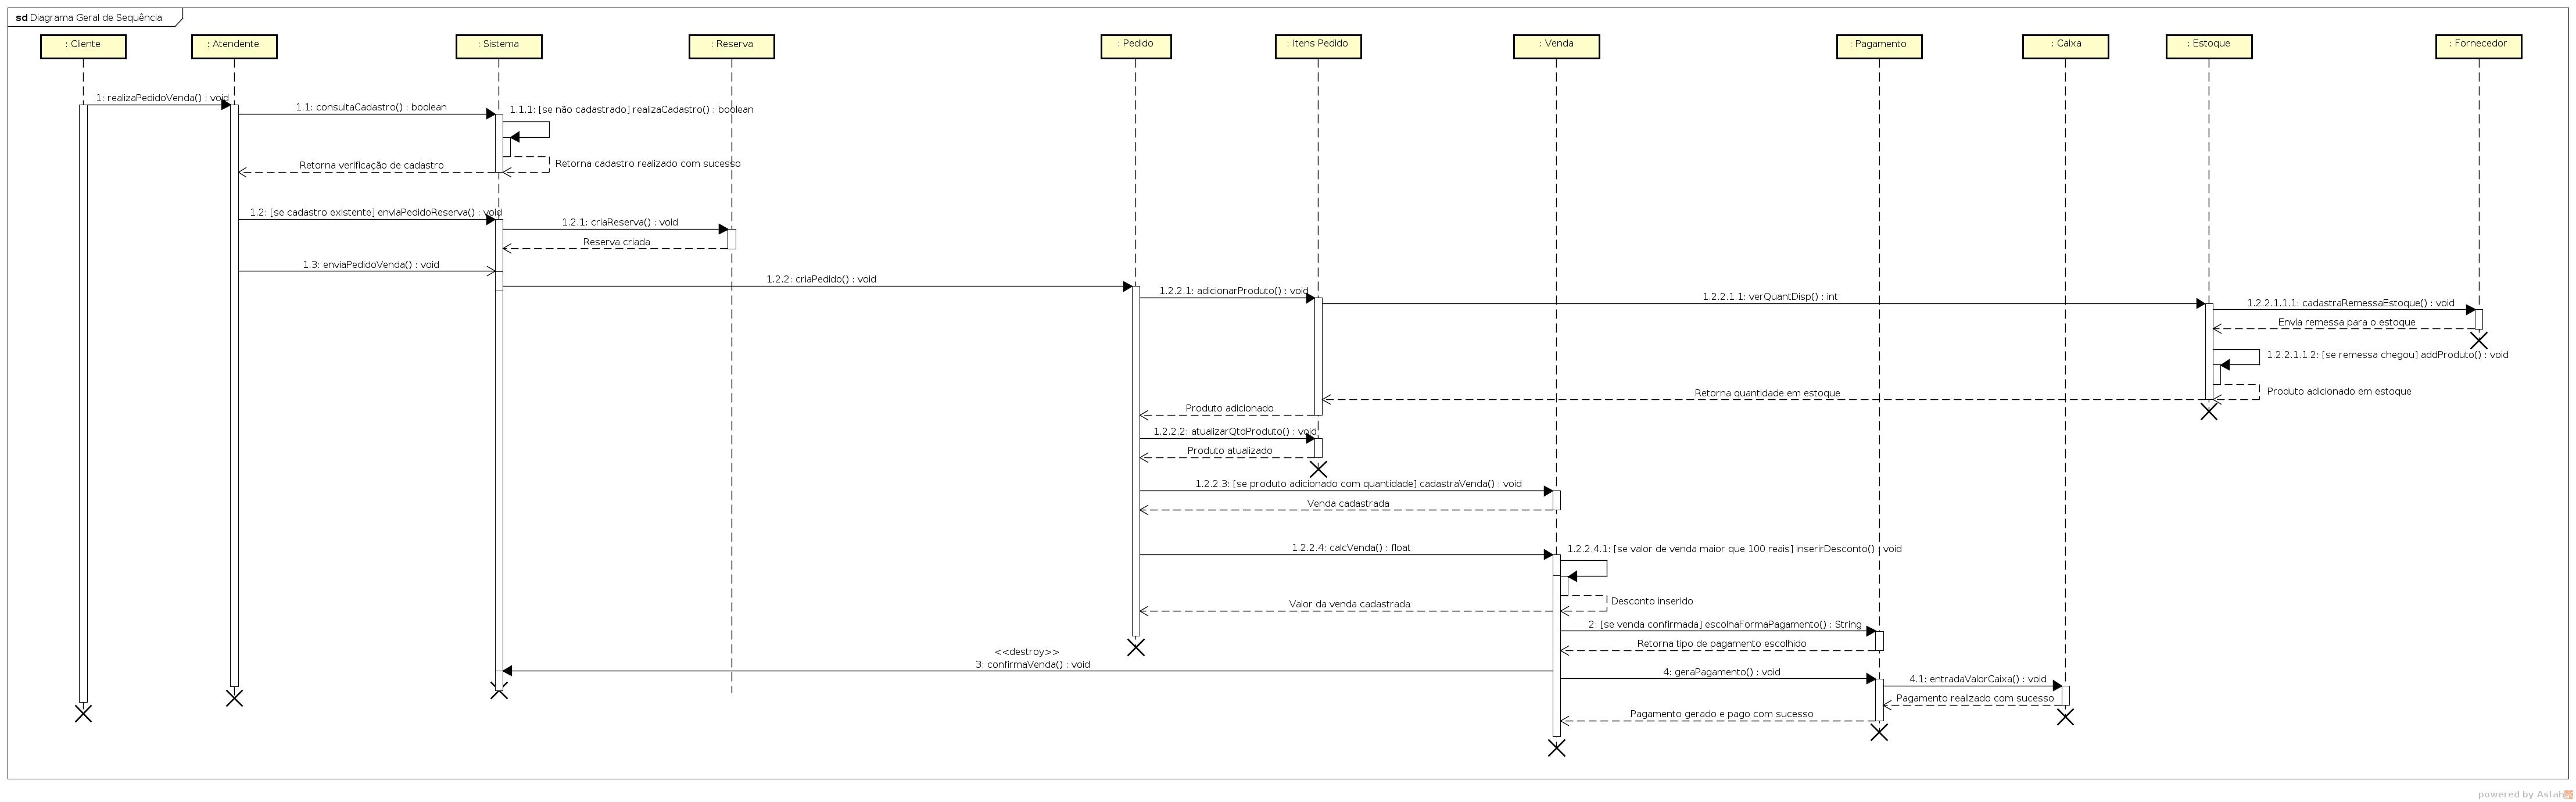 sd Diagrama Geral de Sequência
: Cliente
: Atendente
: Sistema
: Reserva
: Pedido
: Itens Pedido
: Venda
: Pagamento
: Caixa
: Estoque
: Fornecedor
1: realizaPedidoVenda() : void
1.1: consultaCadastro() : boolean
1.1.1: [se não cadastrado] realizaCadastro() : boolean
Retorna cadastro realizado com sucesso
Retorna verificação de cadastro
1.2: [se cadastro existente] enviaPedidoReserva() : void
1.2.1: criaReserva() : void
Reserva criada
1.3: enviaPedidoVenda() : void
1.2.2: criaPedido() : void
1.2.2.1: adicionarProduto() : void
1.2.2.1.1: verQuantDisp() : int
1.2.2.1.1.1: cadastraRemessaEstoque() : void
Envia remessa para o estoque
1.2.2.1.1.2: [se remessa chegou] addProduto() : void
Produto adicionado em estoque
Retorna quantidade em estoque
Produto adicionado
1.2.2.2: atualizarQtdProduto() : void
Produto atualizado
1.2.2.3: [se produto adicionado com quantidade] cadastraVenda() : void
Venda cadastrada
1.2.2.4: calcVenda() : float
1.2.2.4.1: [se valor de venda maior que 100 reais] inserirDesconto() : void
Desconto inserido
Valor da venda cadastrada
2: [se venda confirmada] escolhaFormaPagamento() : String
Retorna tipo de pagamento escolhido
<<destroy>>
3: confirmaVenda() : void
4: geraPagamento() : void
4.1: entradaValorCaixa() : void
Pagamento realizado com sucesso
Pagamento gerado e pago com sucesso
powered by Astah